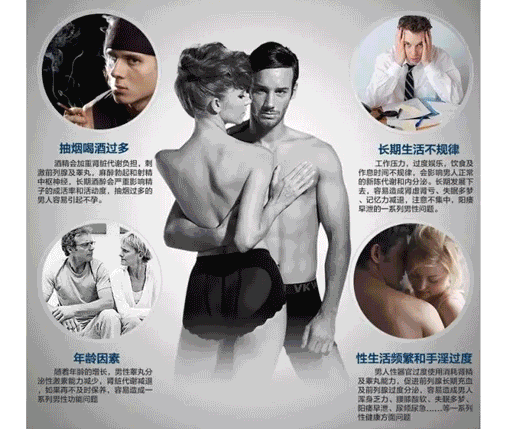 抽烟喝酒过多
酒精会加重肾脏代谢负担，刺
激前列腺及睾丸，麻醉勃起和射精
中枢神经，长期酒醉会严重影响精
子的成活率和活动度，抽烟过多的
男人容易引起不孕。
长期生活不规律
工作压力，过度娱乐，饮食及
作息时间不规律，会影响男人正常
的新陈代谢和内分泌。长期发展下
去，容易造成肾虚肾亏、失眠多梦
、记忆力减退，注意不集中，阳痿
早泄的一系列男性问题。
VK
年龄因素
随着年龄的增长，男性睾丸分
泌性激素能力减少，肾脏代谢减退
，如果再不及时保养，容易造成一
系列男性功能问题
性生活频繁和手淫过度
男人性器官过度使用消耗肾精
及睾丸能力，促进前列腺长期充血
及前列腺过度分泌，容易造成男人
浑身乏力、腰膝酸软、失眠多梦、
阳痿早泄、尿频尿急……等一系列
性健康方面问题